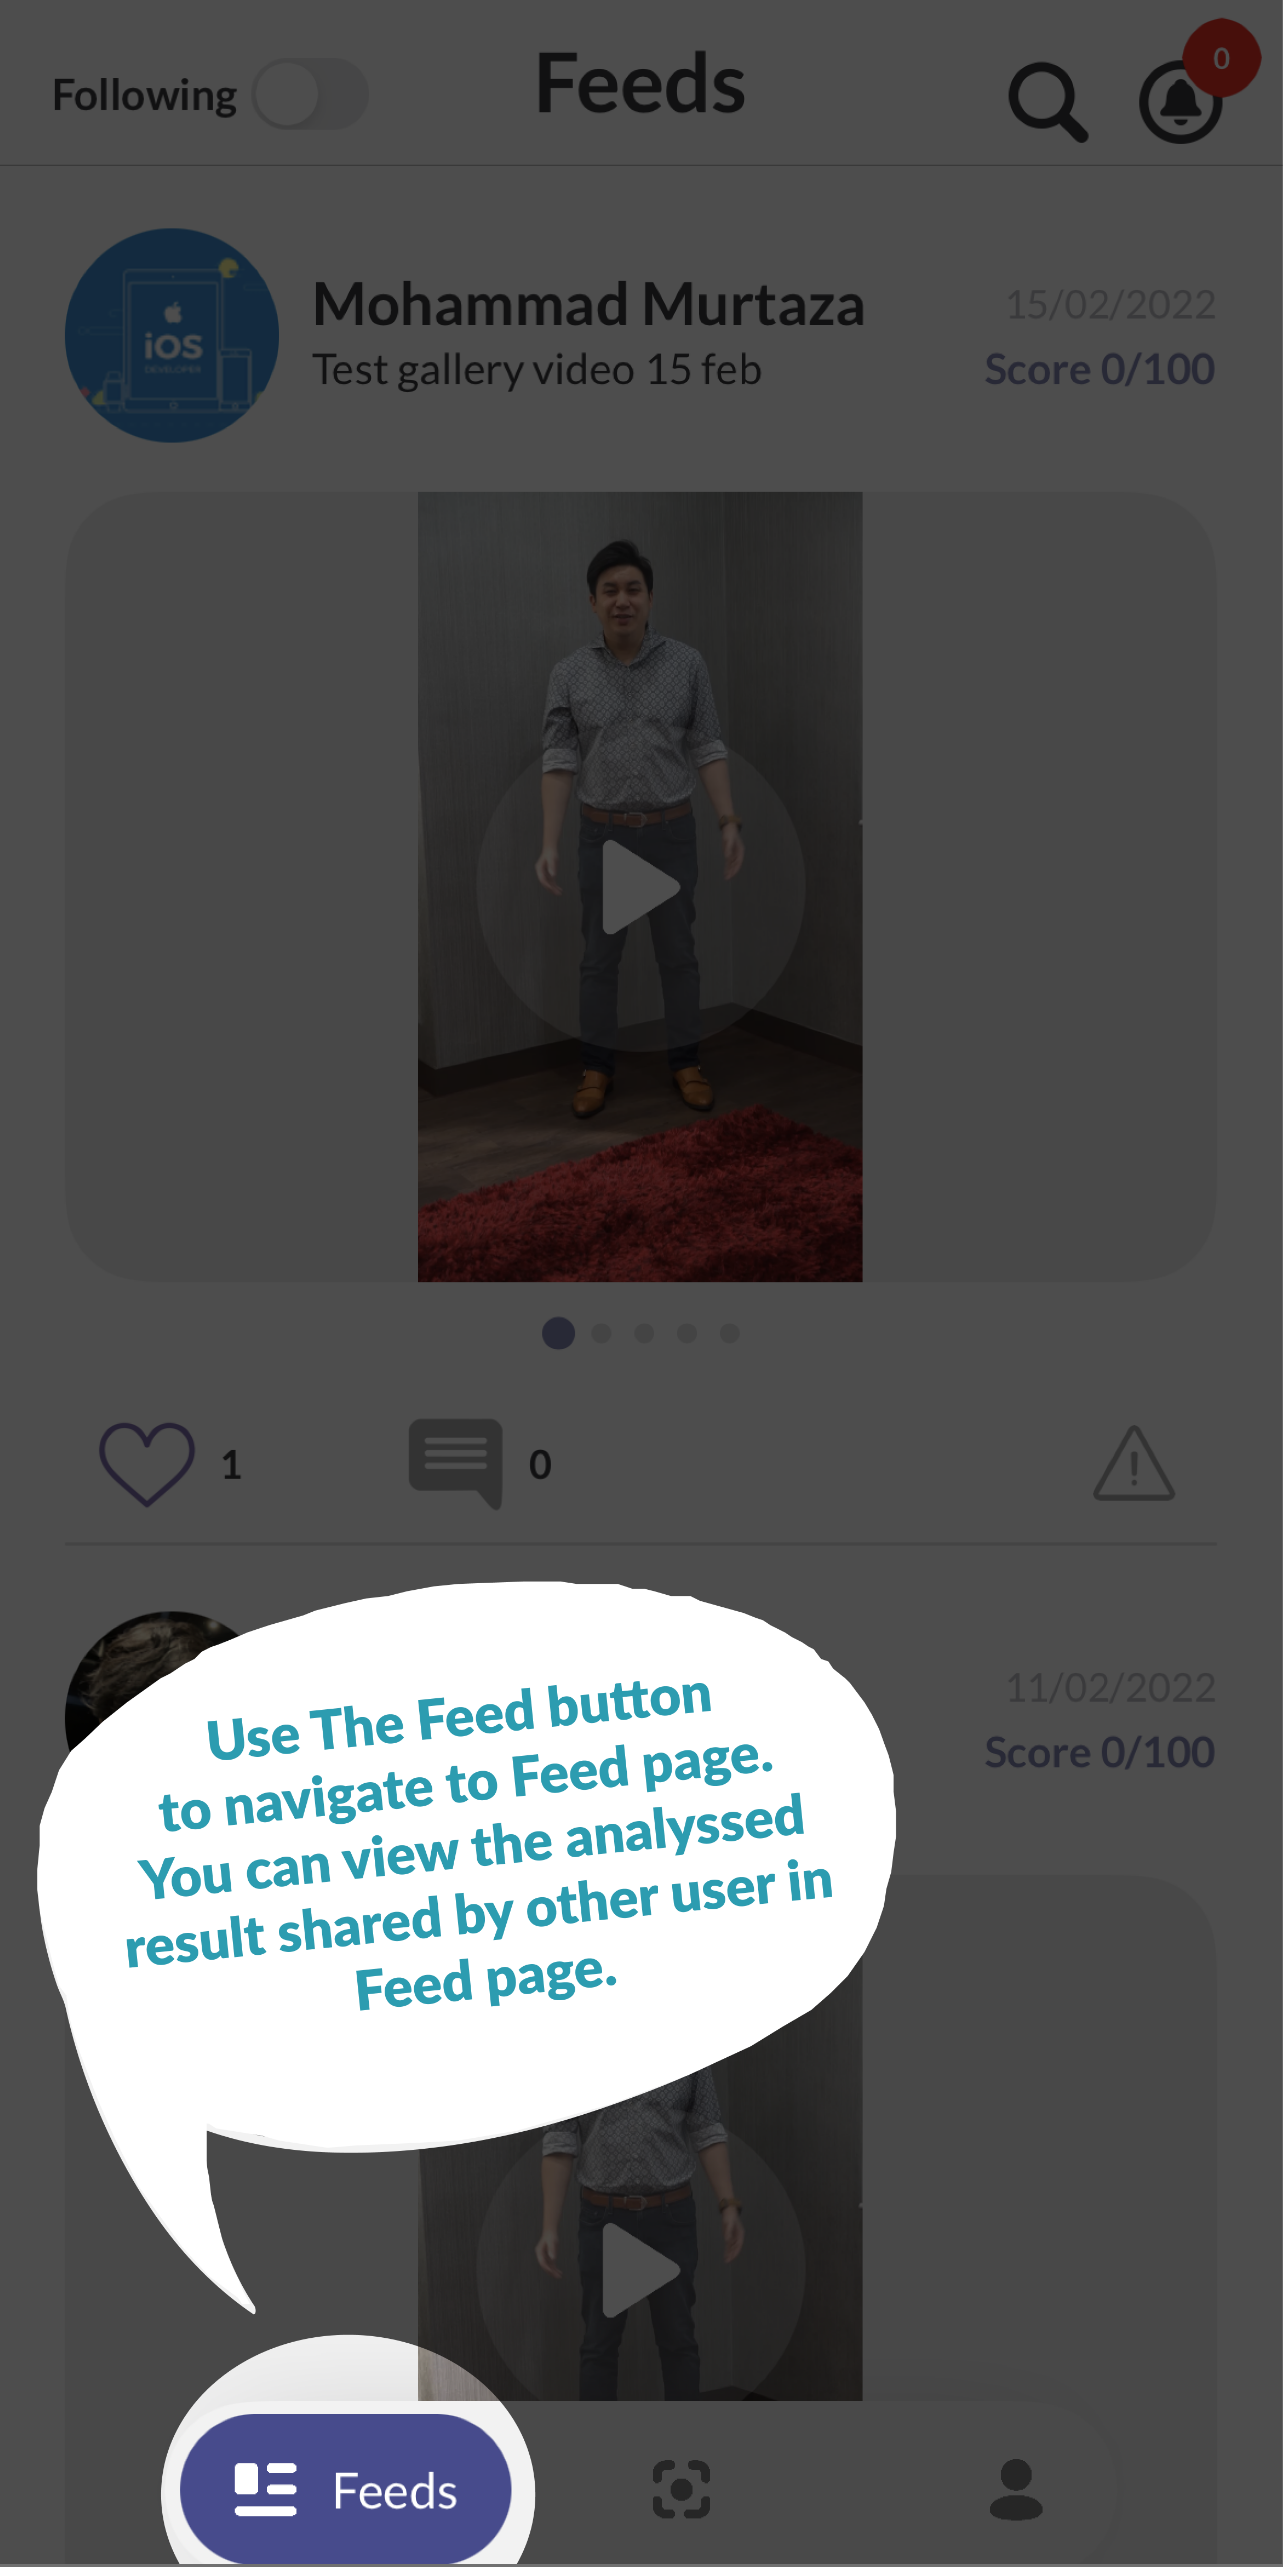 Following
Feeds
0
Mohammad Murtaza
15/02/2022
Test gallery video 15 feb
Score 0/100
iOS
DEVELOPER
1
0
11/02/2022
Score 0/100
Use The Feed button
to navigate to Feed page.
You can view the analyssed
result shared by other user in
Feed page.
Feeds